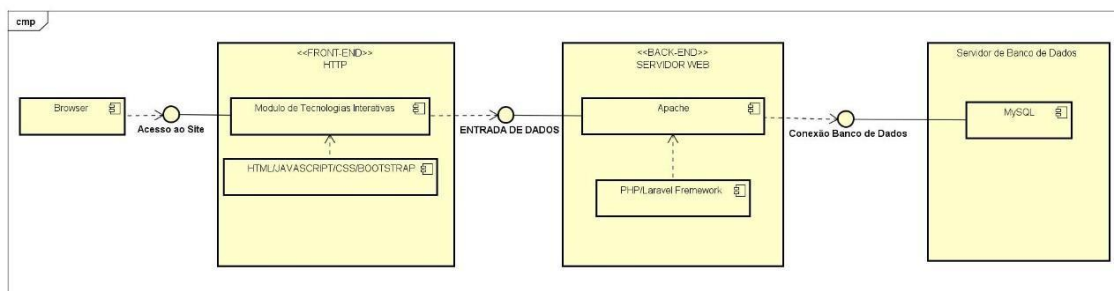 cmp
<<FRONT-END>>
HTTP
<<BACK-END>>
SERVIDOR WEB
Servidor de Banco de Dados
Browser
Acesso ao Site
Modulo de Tecnologias Interativas
ENTRADA DE DADOS
Apache
Conexão Banco de Dados
MySQL
HTML/JAVASCRIPT/CSS/BOOTSTRAP
PHP/Laravel Fremework